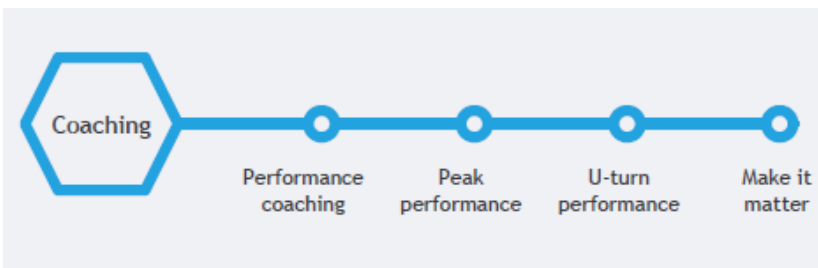 Coaching
Performance
coaching
Peak
performance
U-turn
performance
Make it
matter